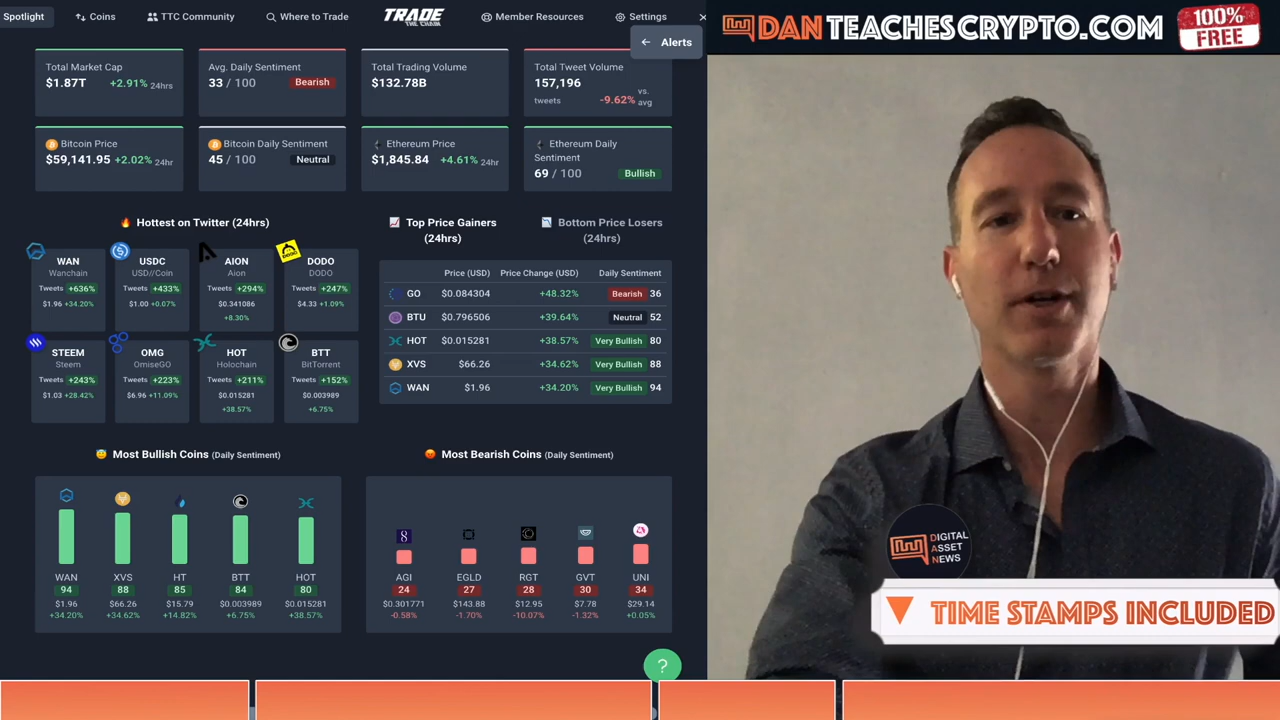 Spotlight
Coins
TTC Community
Where to Trade
TRADE
THE CHAIN
Member Resources
Settings
Alerts
DANTEACHESCRYPTO.COM
100%
FREE
Total Market Cap
$1.87T +2.91% 24hrs
Avg. Daily Sentiment
33 / 100 Bearish
Total Trading Volume
$132.78B
Total Tweet Volume
157,196
tweets -9.62% vs. avg
Bitcoin Price
$59,141.95 +2.02% 24hr
Bitcoin Daily Sentiment
45 / 100 Neutral
Ethereum Price
$1,845.84 +4.61% 24hr
Ethereum Daily
Sentiment
69 / 100 Bullish
Hottest on Twitter (24hrs)
WAN
Wanchain
Tweets +636%
$1.96 +34.20%
USDC
USD//Coin
Tweets +433%
$1.00 +0.07%
AION
Aion
Tweets +294%
$0.341086
+8.30%
DODO
DODO
Tweets +247%
$4.33 +1.09%
STEEM
Steem
Tweets +243%
$1.03 +28.42%
OMG
OmiseGO
Tweets +223%
$6.96 +11.09%
HOT
Holochain
Tweets +211%
$0.015281
+38.57%
BTT
BitTorrent
Tweets +152%
$0.003989
+6.75%
Top Price Gainers
(24hrs)
Bottom Price Losers
(24hrs)
Price (USD) Price Change (USD) Daily Sentiment
GO $0.084304 +48.32% Bearish 36
BTU $0.796506 +39.64% Neutral 52
HOT $0.015281 +38.57% Very Bullish 80
XVS $66.26 +34.62% Very Bullish 88
WAN $1.96 +34.20% Very Bullish 94
Most Bullish Coins (Daily Sentiment)
WAN XVS HT BTT HOT
94 88 85 84 80
$1.96 $66.26 $15.79 $0.003989 $0.015281
+34.20% +34.62% +14.82% +6.75% +38.57%
Most Bearish Coins (Daily Sentiment)
AGI EGLD RGT GVT UNI
24 27 28 30 34
$0.301771 $143.88 $12.95 $7.78 $29.14
-0.58% -1.70% -10.07% -1.32% +0.05%
?
DIGITAL
ASSET
NEWS
TIME STAMPS INCLUDED